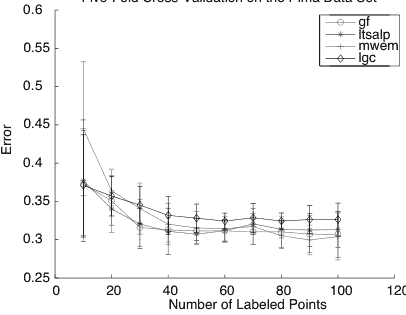 Five Fold Cross-Validation on the Pima Data Set
0.6
0.55
0.5
0.45
0.4
0.35
0.3
0.25
Error
gf
ltsalp
mwem
lgc
0 20 40 60 80 100 120
Number of Labeled Points